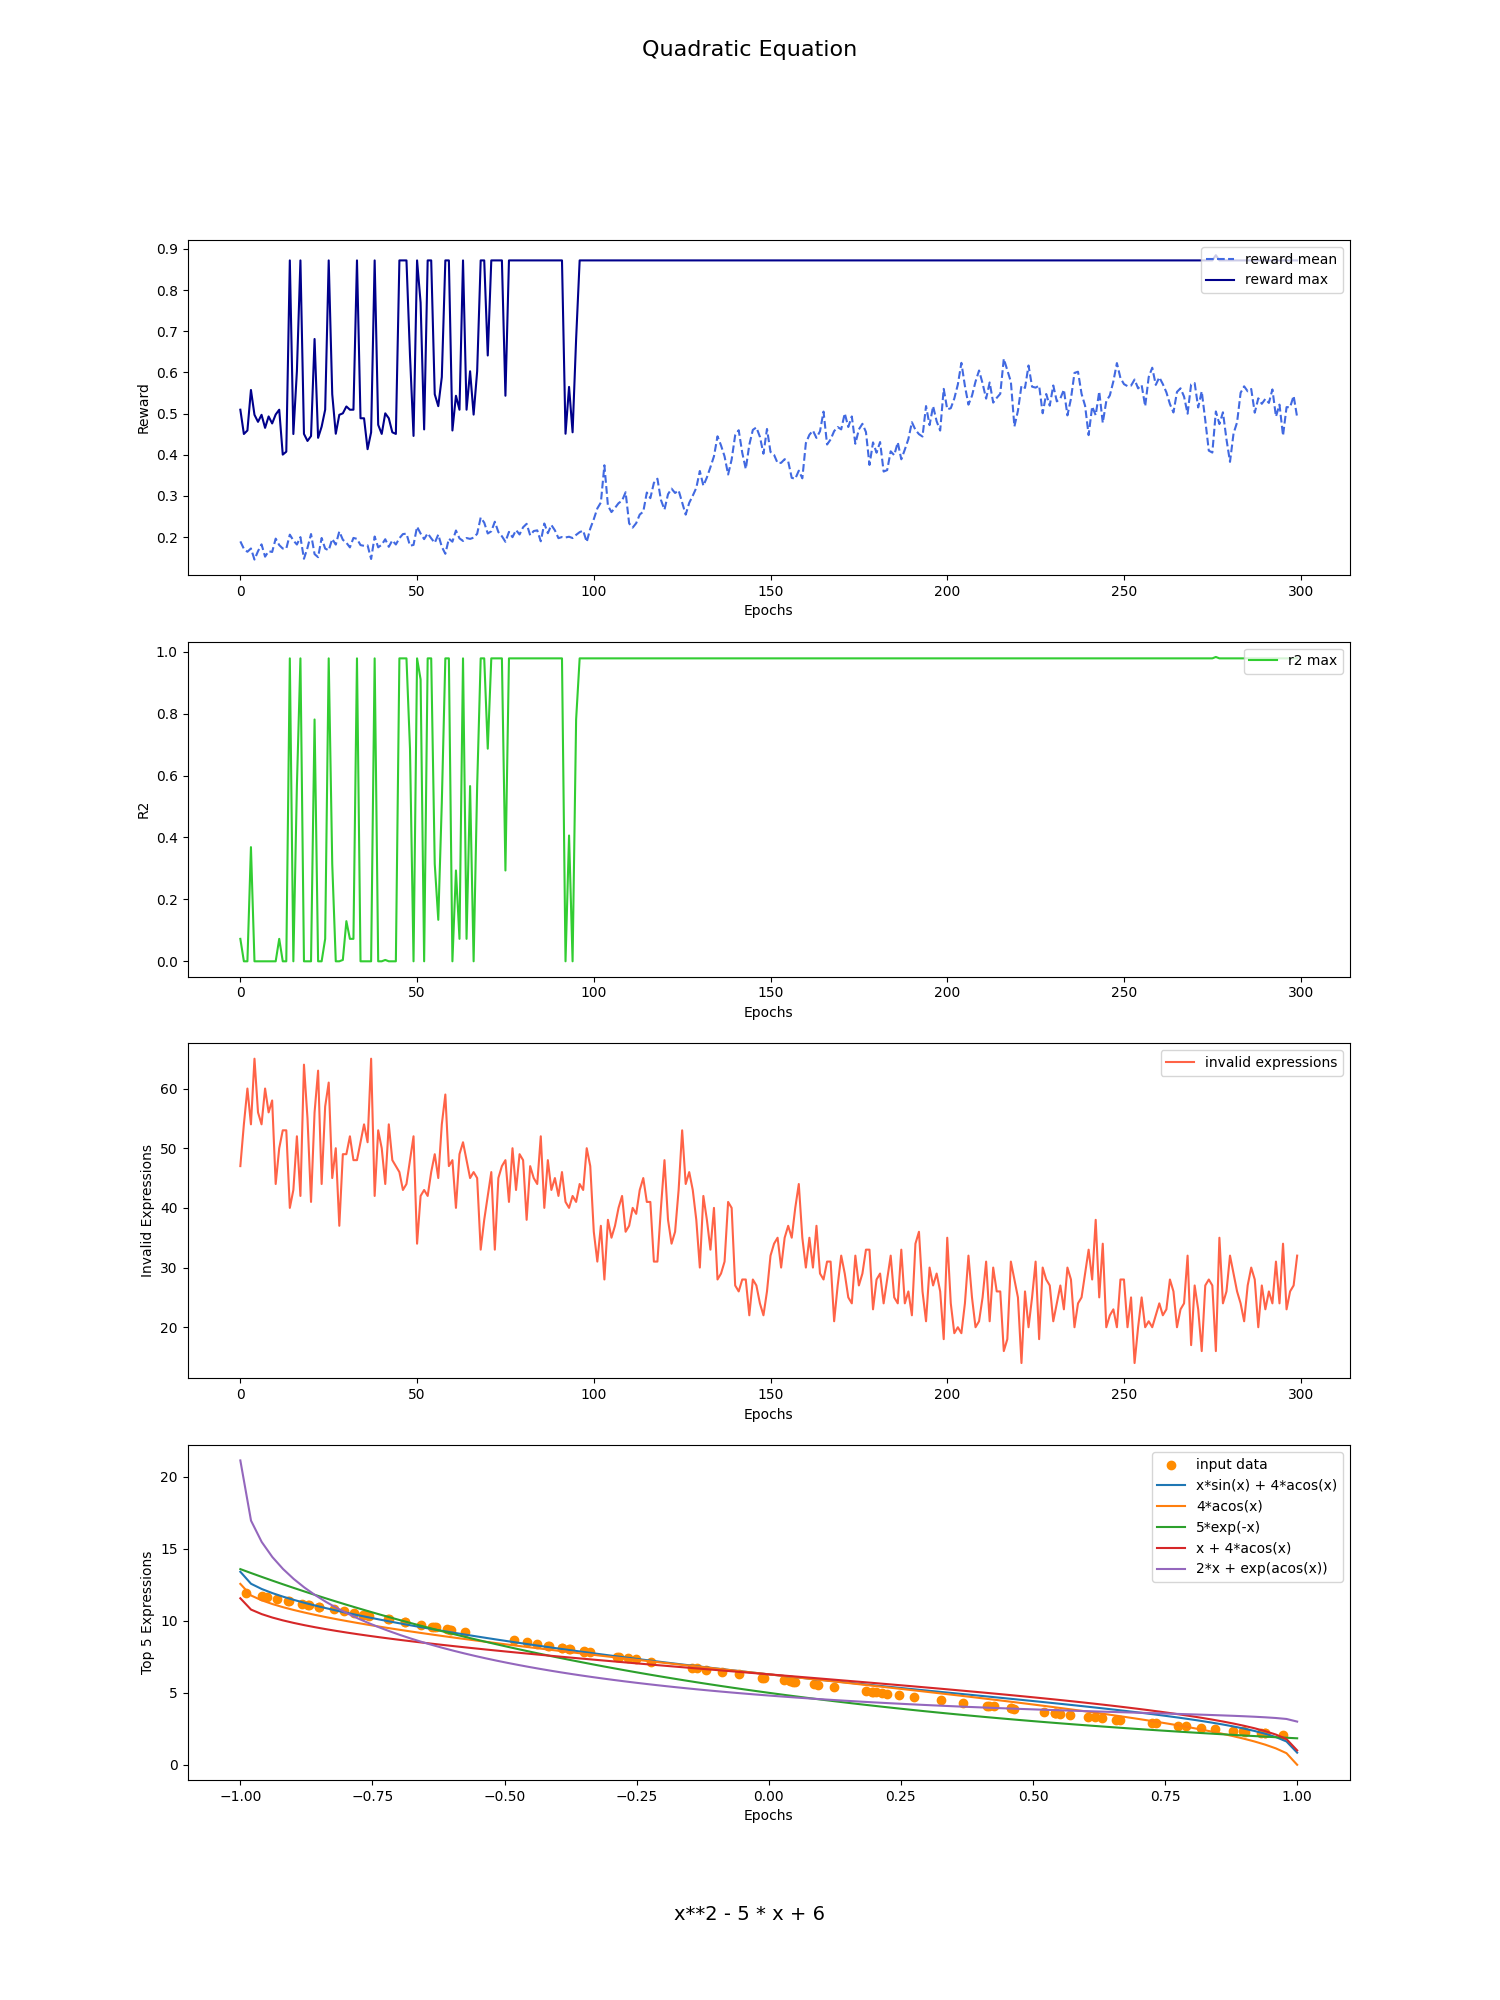 Quadratic Equation
0.9
0.8
0.7
0.6
0.5
0.4
0.3
0.2
Reward
reward mean
reward max
0 50 100 150 200 250 300
Epochs
1.0
0.8
0.6
0.4
0.2
0.0
R2
r2 max
0 50 100 150 200 250 300
Epochs
60
50
40
30
20
Invalid Expressions
invalid expressions
0 50 100 150 200 250 300
Epochs
20
15
10
5
0
Top 5 Expressions
input data
x*sin(x) + 4*acos(x)
4*acos(x)
5*exp(-x)
x + 4*acos(x)
2*x + exp(acos(x))
−1.00 −0.75 −0.50 −0.25 0.00 0.25 0.50 0.75 1.00
Epochs
x**2 - 5 * x + 6